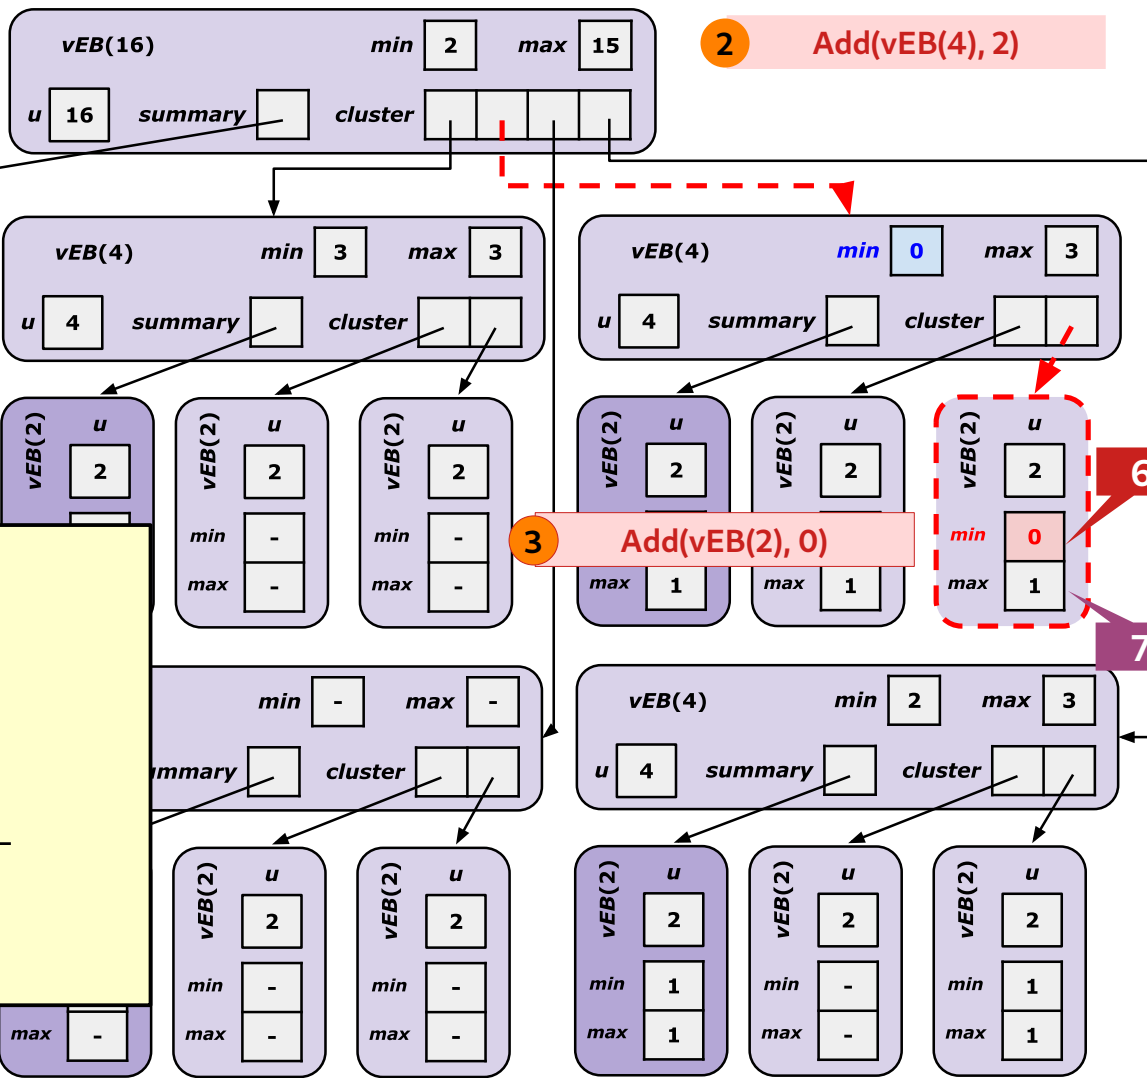 vEB(16) min 2 max 15
2 Add(vEB(4), 2)
u 16 summary cluster
vEB(4) min 3 max 3
u 4 summary cluster
vEB(4) min 0 max 3
u 4 summary cluster
vEB(2) u 2
vEB(2) u 2
min -
max -
vEB(2) u 2
min -
max -
vEB(2) u 2
max 1
vEB(2) u 2
max 1
vEB(2) u 2
min 0
max 1
6
3 Add(vEB(2), 0)
7
min - max -
ummary cluster
vEB(4) min 2 max 3
u 4 summary cluster
max -
vEB(2) u 2
min -
max -
vEB(2) u 2
min -
max -
vEB(2) u 2
min 1
max 1
vEB(2) u 2
min -
max -
vEB(2) u 2
min 1
max 1